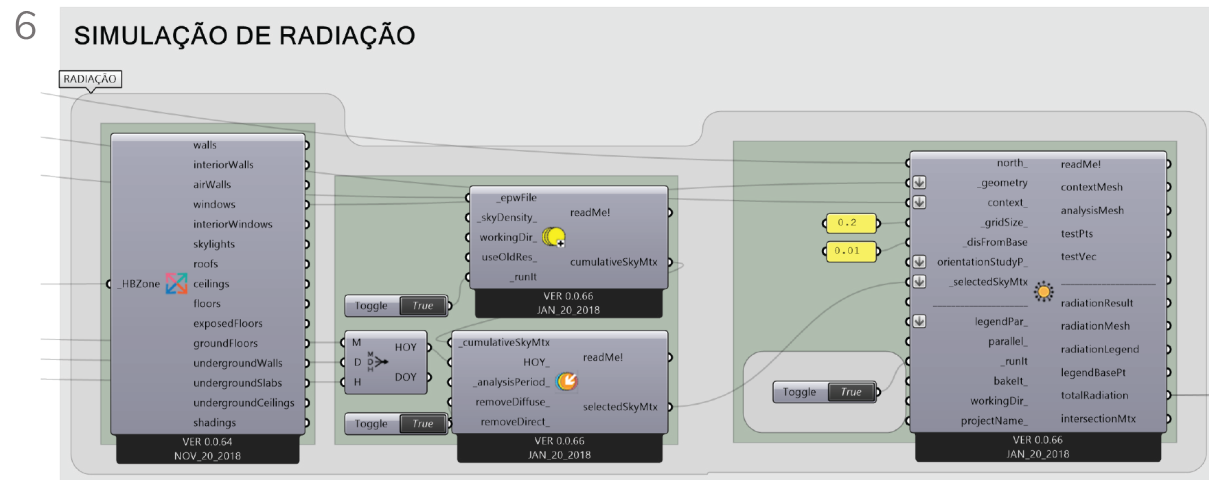 6
SIMULAÇÃO DE RADIAÇÃO
RADIAÇÃO
_HBZone
walls
interiorWalls
airWalls
windows
interiorWindows
skylights
roofs
ceilings
floors
exposedFloors
groundFloors
undergroundWalls
undergroundSlabs
undergroundCeilings
shadings
VER 0.0.64
NOV_20_2018
_epwFile
_skyDensity_
workingDir_
useOldRes_
_runIt
readMe!
cumulativeSkyMtx
VER 0.0.66
JAN_20_2018
Toggle True
M
D
H
M
D
H
HOY
DOY
Toggle True
_cumulativeSkyMtx
HOY_
_analysisPeriod_
removeDiffuse_
removeDirect_
readMe!
selectedSkyMtx
VER 0.0.66
JAN_20_2018
0.2
0.01
Toggle True
north_
_geometry
context_
_gridSize_
_disFromBase
orientationStudyP_
_selectedSkyMtx
legendPar_
parallel_
_runIt
bakeIt_
workingDir_
projectName_
readMe!
contextMesh
analysisMesh
testPts
testVec
radiationResult
radiationMesh
radiationLegend
legendBasePt
totalRadiation
intersectionMtx
VER 0.0.66
JAN_20_2018